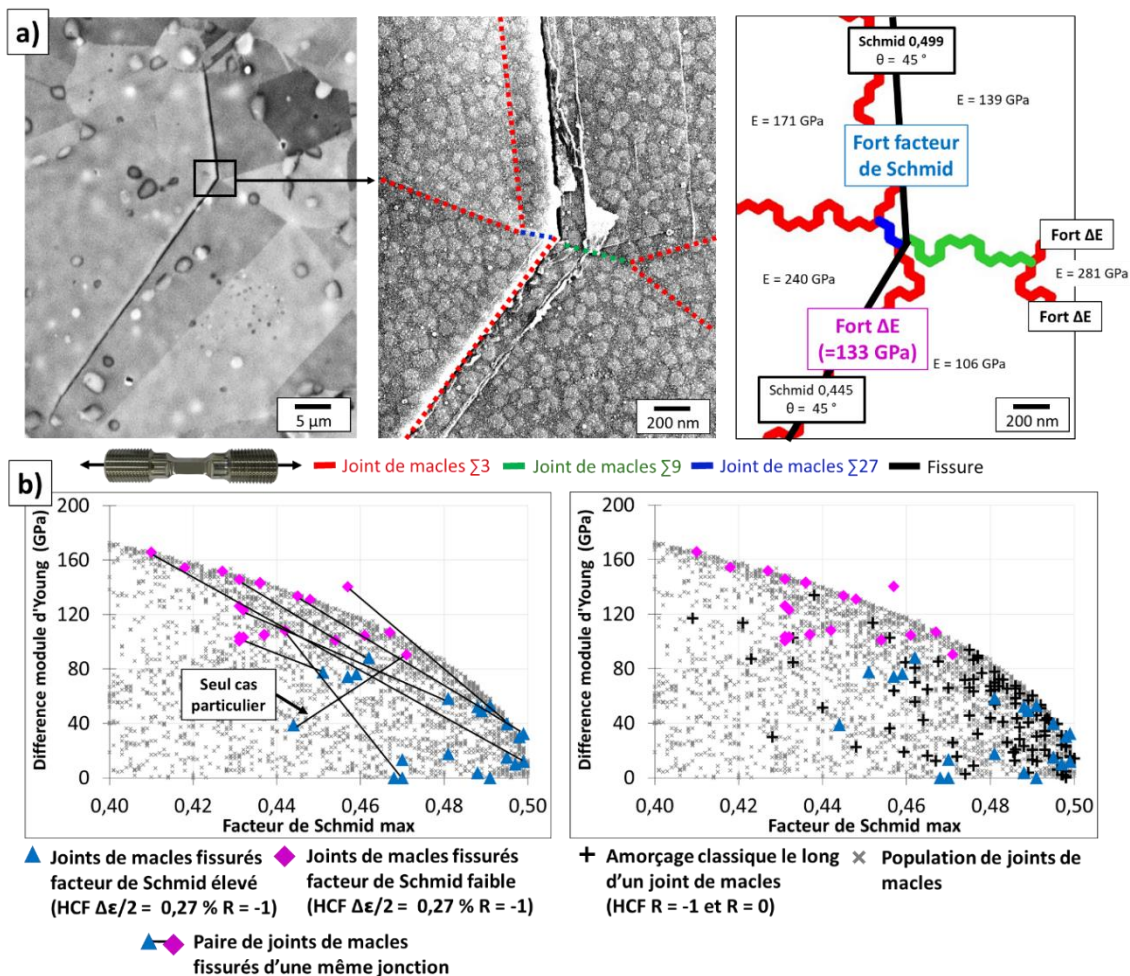 a)
5 µm
200 nm
Schmid 0,499
θ = 45 °
E = 139 GPa
E = 171 GPa
Fort facteur
de Schmid
Fort ΔE
E = 281 GPa
E = 240 GPa
Fort ΔE
Fort ΔE
(=133 GPa)
E = 106 GPa
Schmid 0,445
θ = 45°
200 nm
Joint de macles ∑3
Joint de macles ∑9
Joint de macles ∑27
Fissure
b)
Difference module d'Young (GPa)
200
160
120
80
40
0
Seul cas
particulier
0,40 0,42 0,44 0,46 0,48 0,50
Facteur de Schmid max
Difference module d'Young (GPa)
200
160
120
80
40
0
0,40 0,42 0,44 0,46 0,48 0,50
Facteur de Schmid max
Joints de macles fissurés
facteur de Schmid élevé
(HCF Δε/2 = 0,27 % R = -1)
Joints de macles fissurés
facteur de Schmid faible
(HCF Δε/2 = 0,27 % R = -1)
Amorçage classique le long
d'un joint de macles
(HCF R = -1 et R = 0)
Population de joints de
macles
Paire de joints de macles
fissurés d'une même jonction